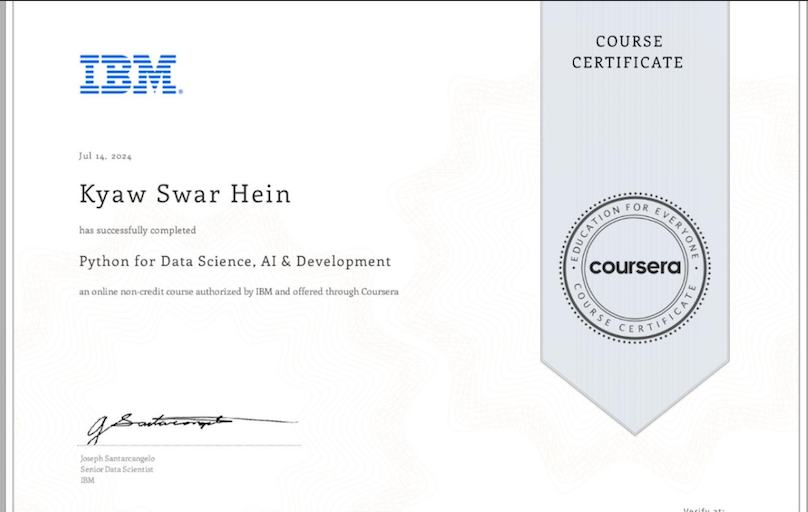 IBM
COURSE
CERTIFICATE
Jul 14, 2024
Kyaw Swar Hein
has successfully completed
Python for Data Science, AI & Development
an online non-credit course authorized by IBM and offered through Coursera
EDUCATION FOR EVERYONE
coursera
COURSE CERTIFICATE
Joseph Santarcangelo
Senior Data Scientist
IBM
Verify at: